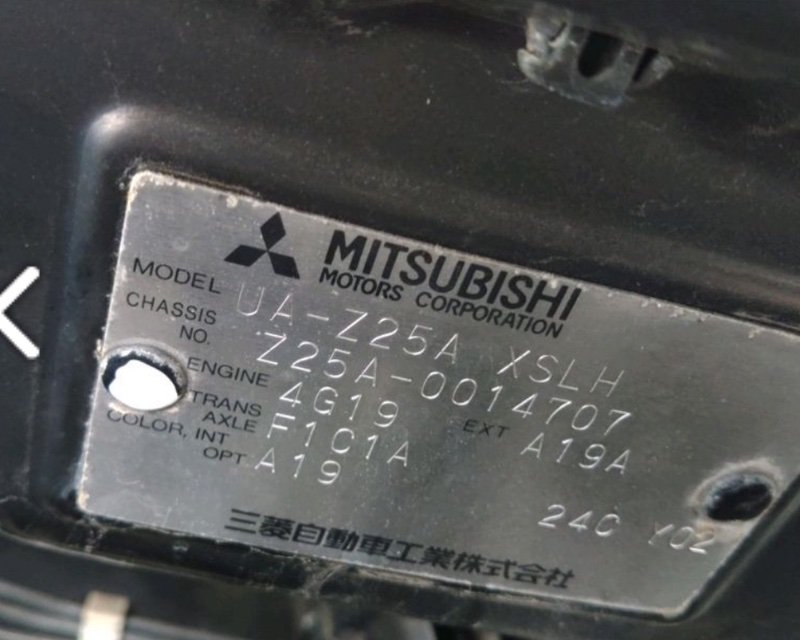 MITSUBISHI
MOTORS CORPORATION
MODEL UA-Z25A XSLH
CHASSIS NO. Z25A-0014707
ENGINE 4G19 EXT A19A
TRANS AXLE F1C1A
COLOR, INT OPT A19
24C Y02
三菱自動車工業株式会社